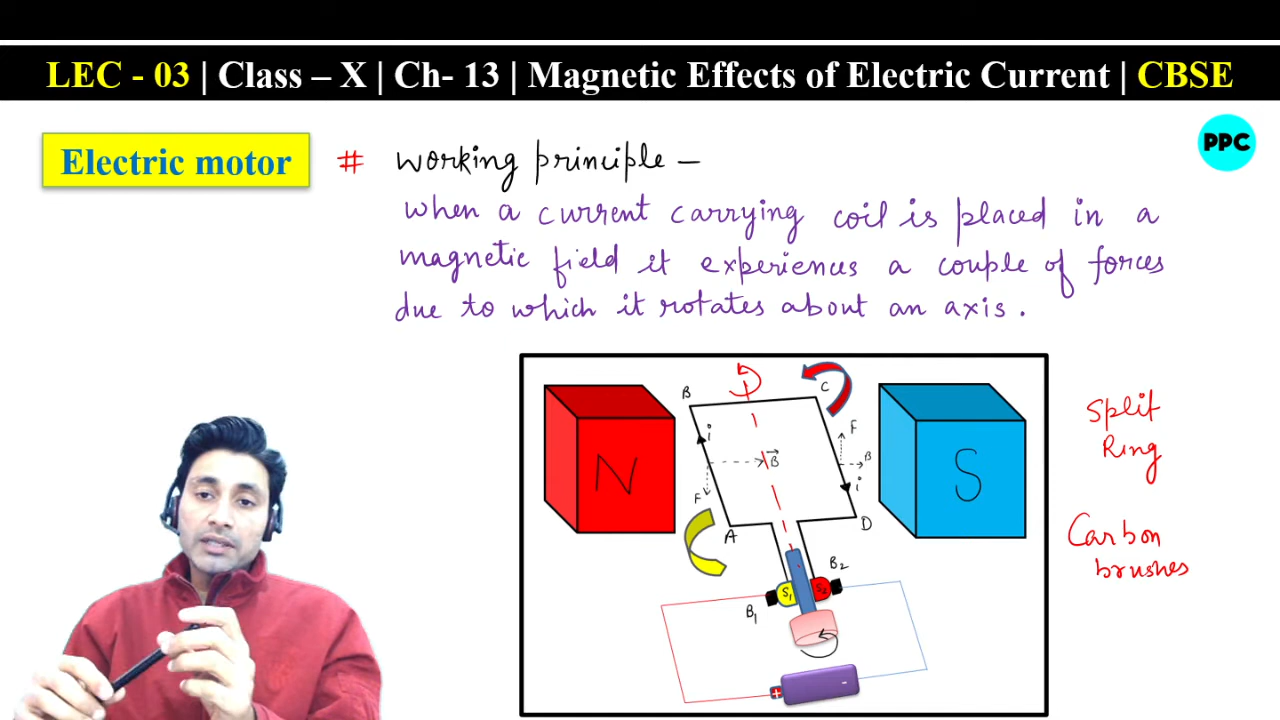 LEC - 03 | Class – X | Ch- 13 | Magnetic Effects of Electric Current | CBSE
PPC
Electric motor
# working principle –
when a current carrying coil is placed in a
magnetic field it experiences a couple of forces
due to which it rotates about an axis.
B
C
i
F
B
B
N
S
F
i
A
D
B2
S1
S2
B1
+
-
Split
Ring
Carbon
brushes